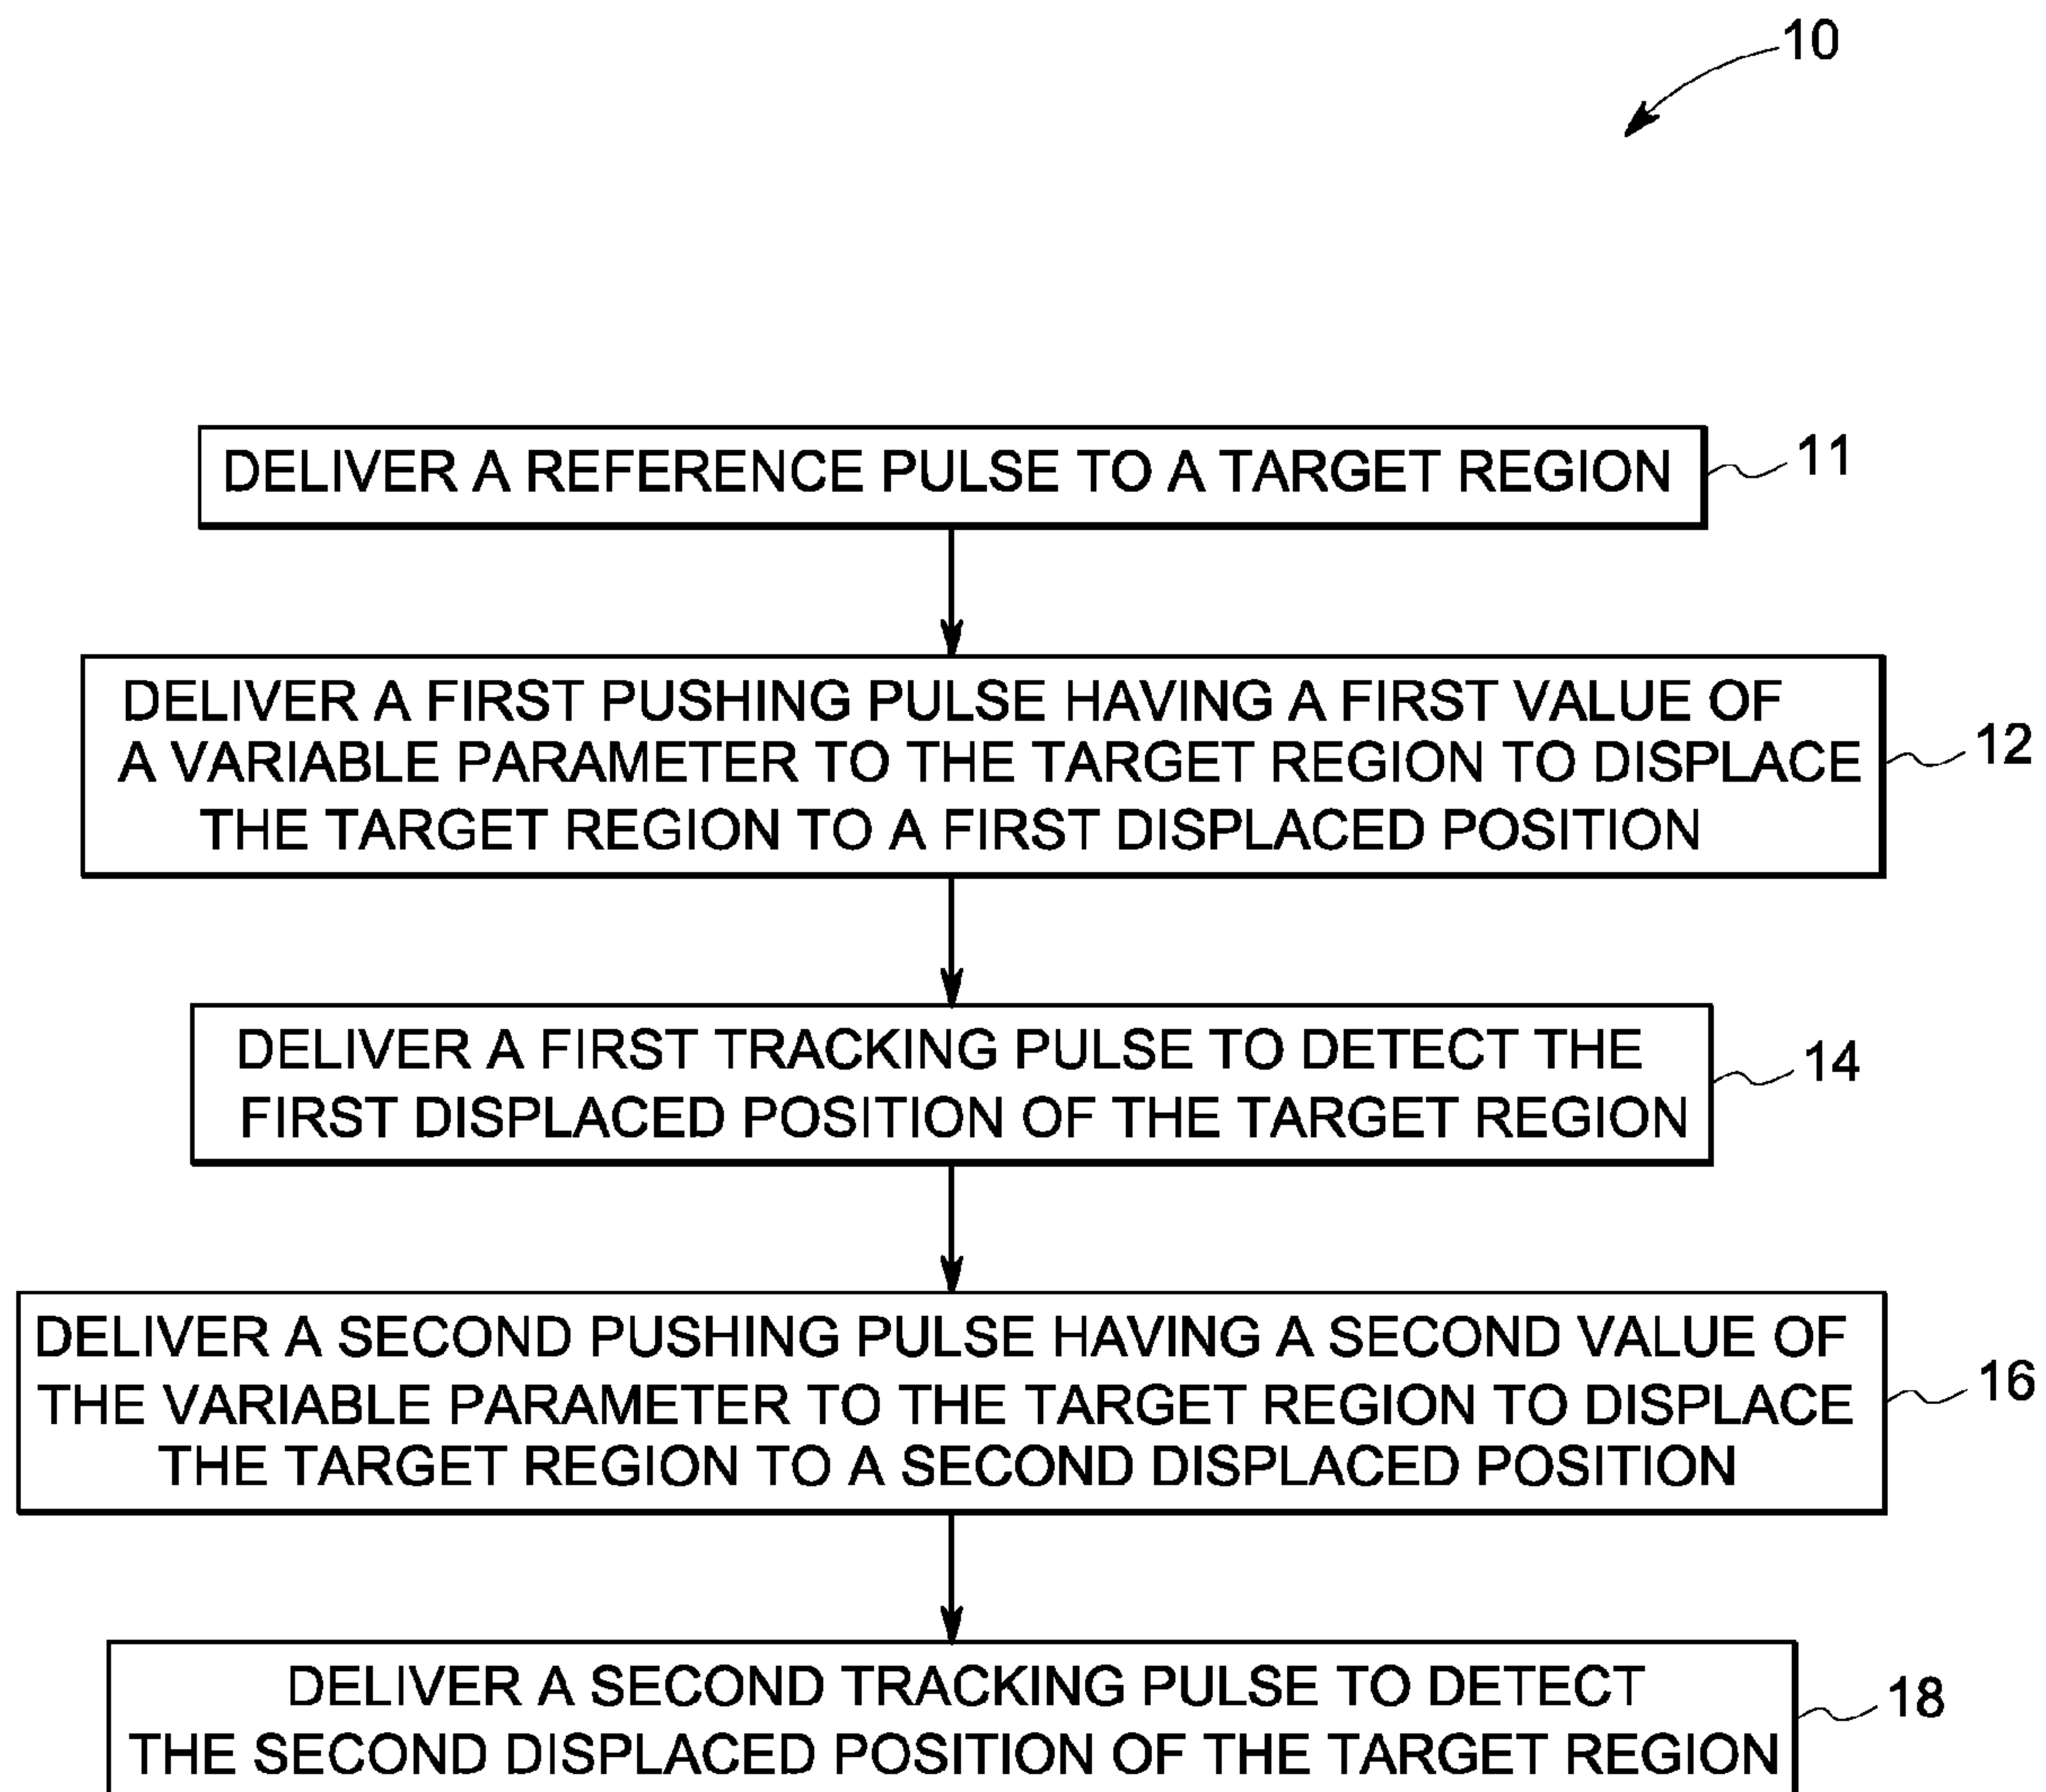 10
DELIVER A REFERENCE PULSE TO A TARGET REGION
11
DELIVER A FIRST PUSHING PULSE HAVING A FIRST VALUE OF
A VARIABLE PARAMETER TO THE TARGET REGION TO DISPLACE
THE TARGET REGION TO A FIRST DISPLACED POSITION
12
DELIVER A FIRST TRACKING PULSE TO DETECT THE
FIRST DISPLACED POSITION OF THE TARGET REGION
14
DELIVER A SECOND PUSHING PULSE HAVING A SECOND VALUE OF
THE VARIABLE PARAMETER TO THE TARGET REGION TO DISPLACE
THE TARGET REGION TO A SECOND DISPLACED POSITION
16
DELIVER A SECOND TRACKING PULSE TO DETECT
THE SECOND DISPLACED POSITION OF THE TARGET REGION
18